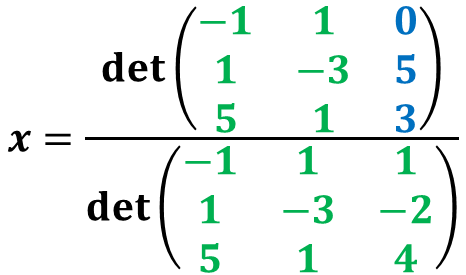 -1 1 0
det ( 1 -3 5 )
5 1 3
x =
-1 1 1
det ( 1 -3 -2 )
5 1 4